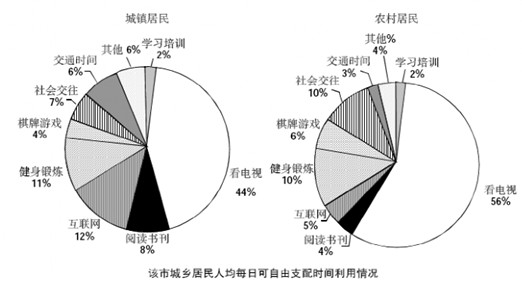 城镇居民
其他 6%
学习培训
2%
交通时间
6%
社会交往
7%
棋牌游戏
4%
健身锻炼
11%
互联网
12%
阅读书刊
8%
看电视
44%
农村居民
其他%
4%
学习培训
2%
交通时间
3%
社会交往
10%
棋牌游戏
6%
健身锻炼
10%
互联网
5%
阅读书刊
4%
看电视
56%
该市城乡居民人均每日可自由支配时间利用情况